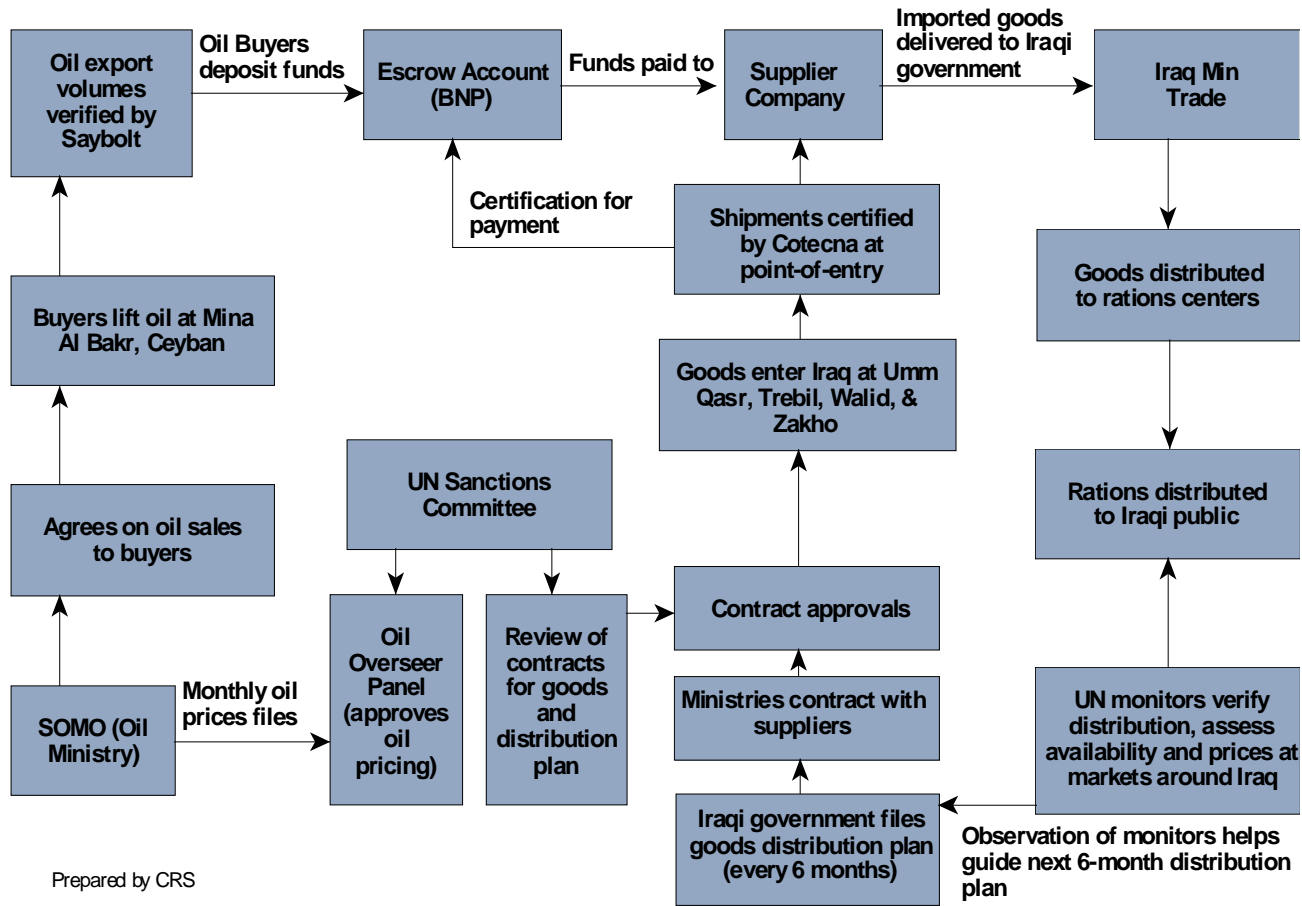 Oil export
volumes
verified by
Saybolt
Oil Buyers
deposit funds
Escrow Account
(BNP)
Funds paid to
Supplier
Company
Imported goods
delivered to Iraqi
government
Iraq Min
Trade
Certification for
payment
Shipments certified
by Cotecna at
point-of-entry
Goods distributed
to rations centers
Buyers lift oil at Mina
Al Bakr, Ceyban
Goods enter Iraq at Umm
Qasr, Trebil, Walid, &
Zakho
UN Sanctions
Committee
Rations distributed
to Iraqi public
Agrees on oil sales
to buyers
Oil
Overseer
Panel
(approves
oil
pricing)
Review of
contracts
for goods
and
distribution
plan
Contract approvals
SOMO (Oil
Ministry)
Monthly oil
prices files
Ministries contract with
suppliers
UN monitors verify
distribution, assess
availability and prices at
markets around Iraq
Iraqi government files
goods distribution plan
(every 6 months)
Observation of monitors helps
guide next 6-month distribution
plan
Prepared by CRS